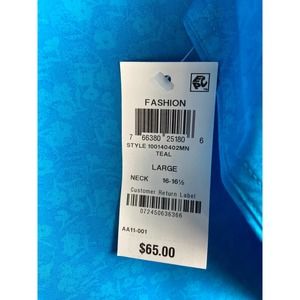 FASHION
7 66380 25180 6
STYLE 100140402MN
TEAL
LARGE
NECK 16-16½
Customer Return Label
072450636366
AA11-001
$65.00